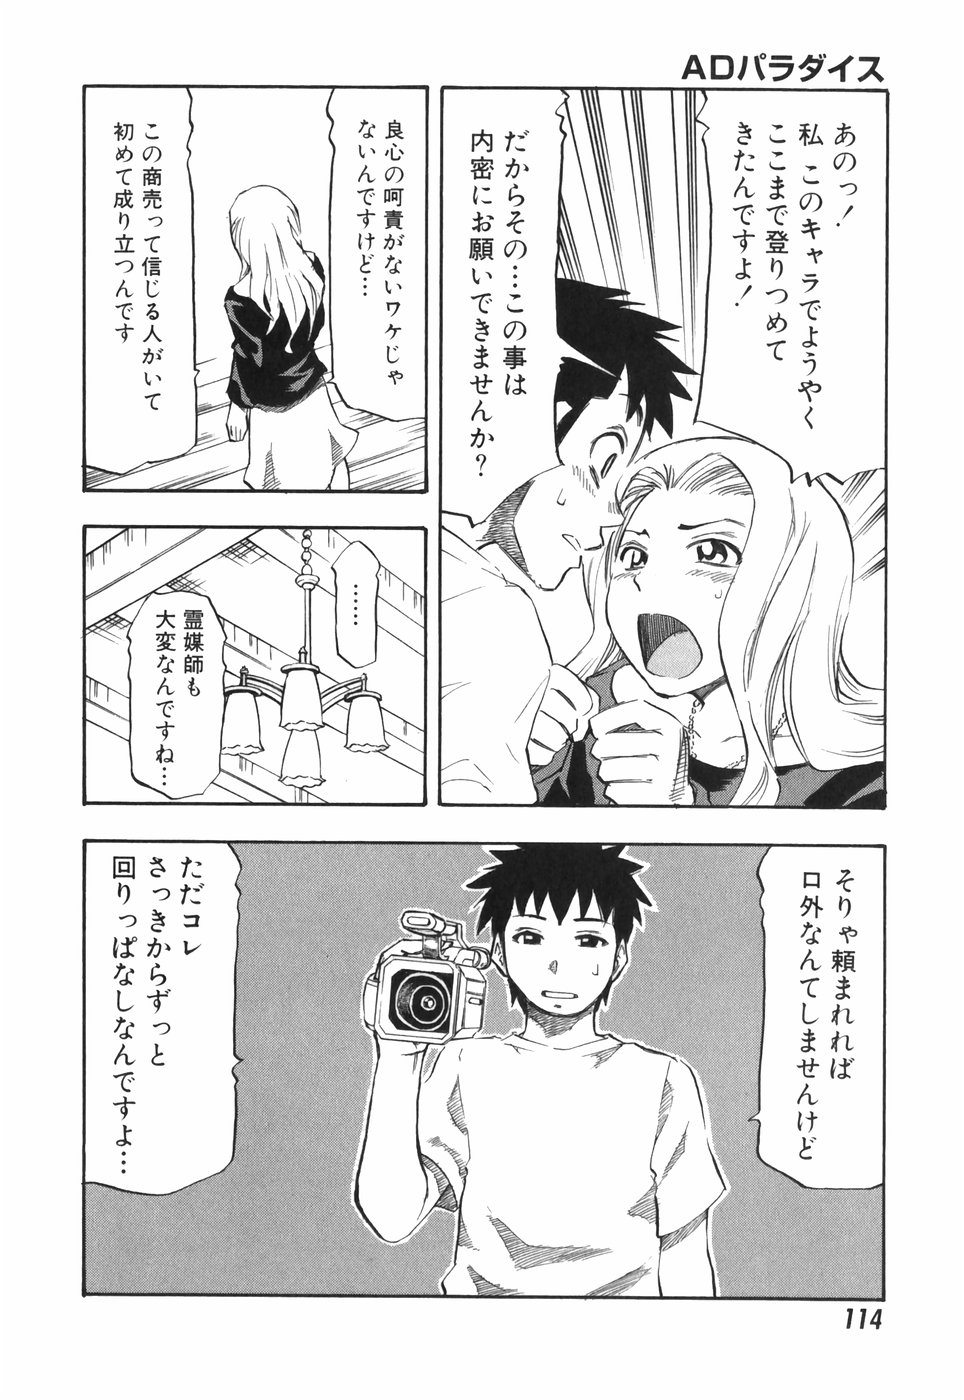 ADパラダイス
あのっ!
私 このキャラでようやく
ここまで登りつめて
きたんですよ!
だからその…この事は
内密にお願いできませんか?
良心の呵責がないワケじゃ
ないんですけど…
この商売って信じる人がいて
初めて成り立つんです
……
霊媒師も
大変なんですね…
そりゃ頼まれれば
口外なんてしませんけど
ただコレ
さっきからずっと
回りっぱなしなんですよ…
114